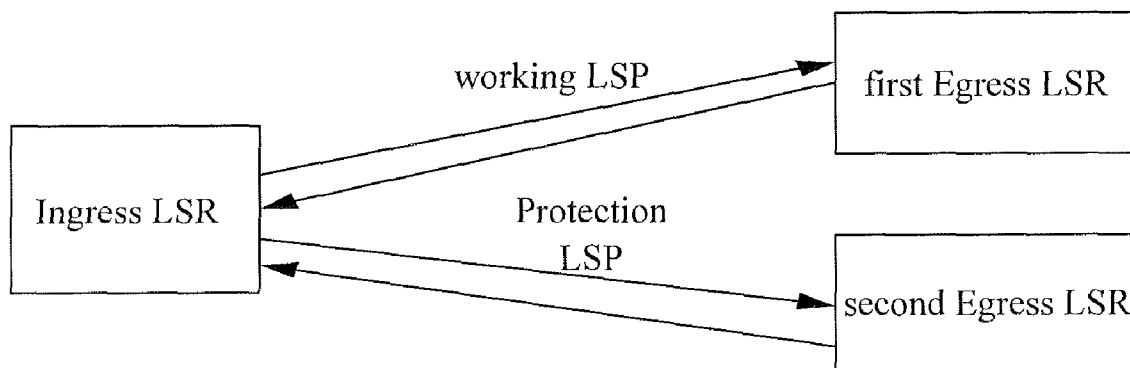 working LSP
first Egress LSR
Ingress LSR
Protection
LSP
second Egress LSR